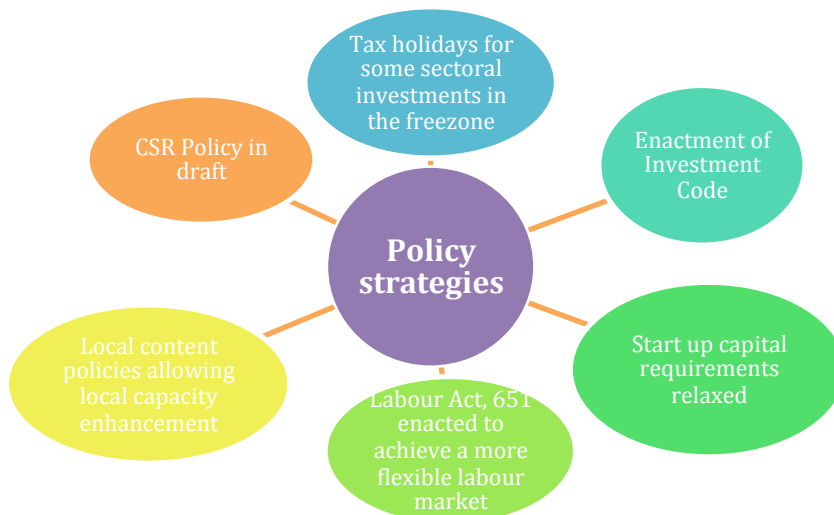 Tax holidays for
some sectoral
investments in
the freezone
CSR Policy in
draft
Enactment of
Investment
Code
Policy
strategies
Local content
policies allowing
local capacity
enhancement
Start up capital
requirements
relaxed
Labour Act, 651
enacted to
achieve a more
flexible labour
market